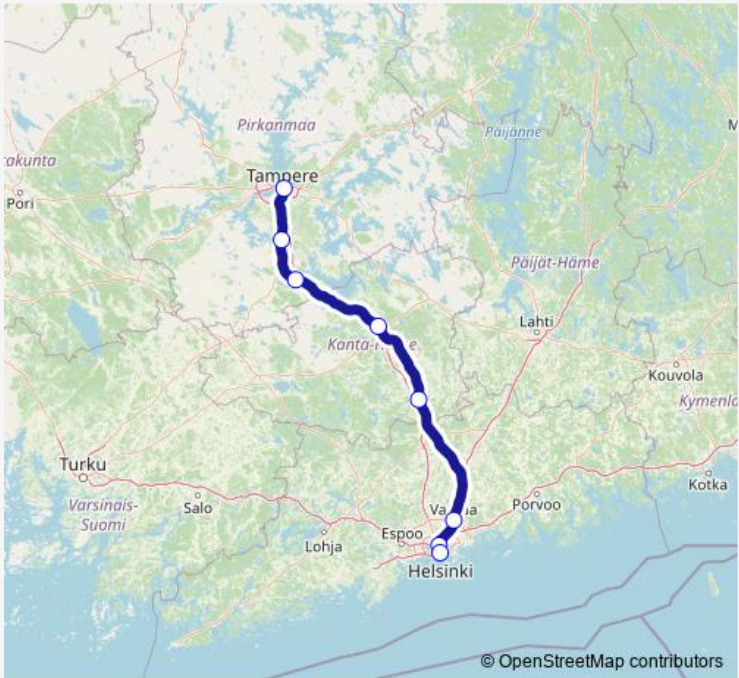 Pirkanmaa
Päijänne
M
akunta
Tampere
Pori
Päijät-Häme
Lahti
Kanta-H e
Kouvola
Kymenla
Turku
Varsinais-
Suomi
Salo
Va aa
Porvoo
Kotka
Espoo
Lohja
Helsinki
© OpenStreetMap contributors